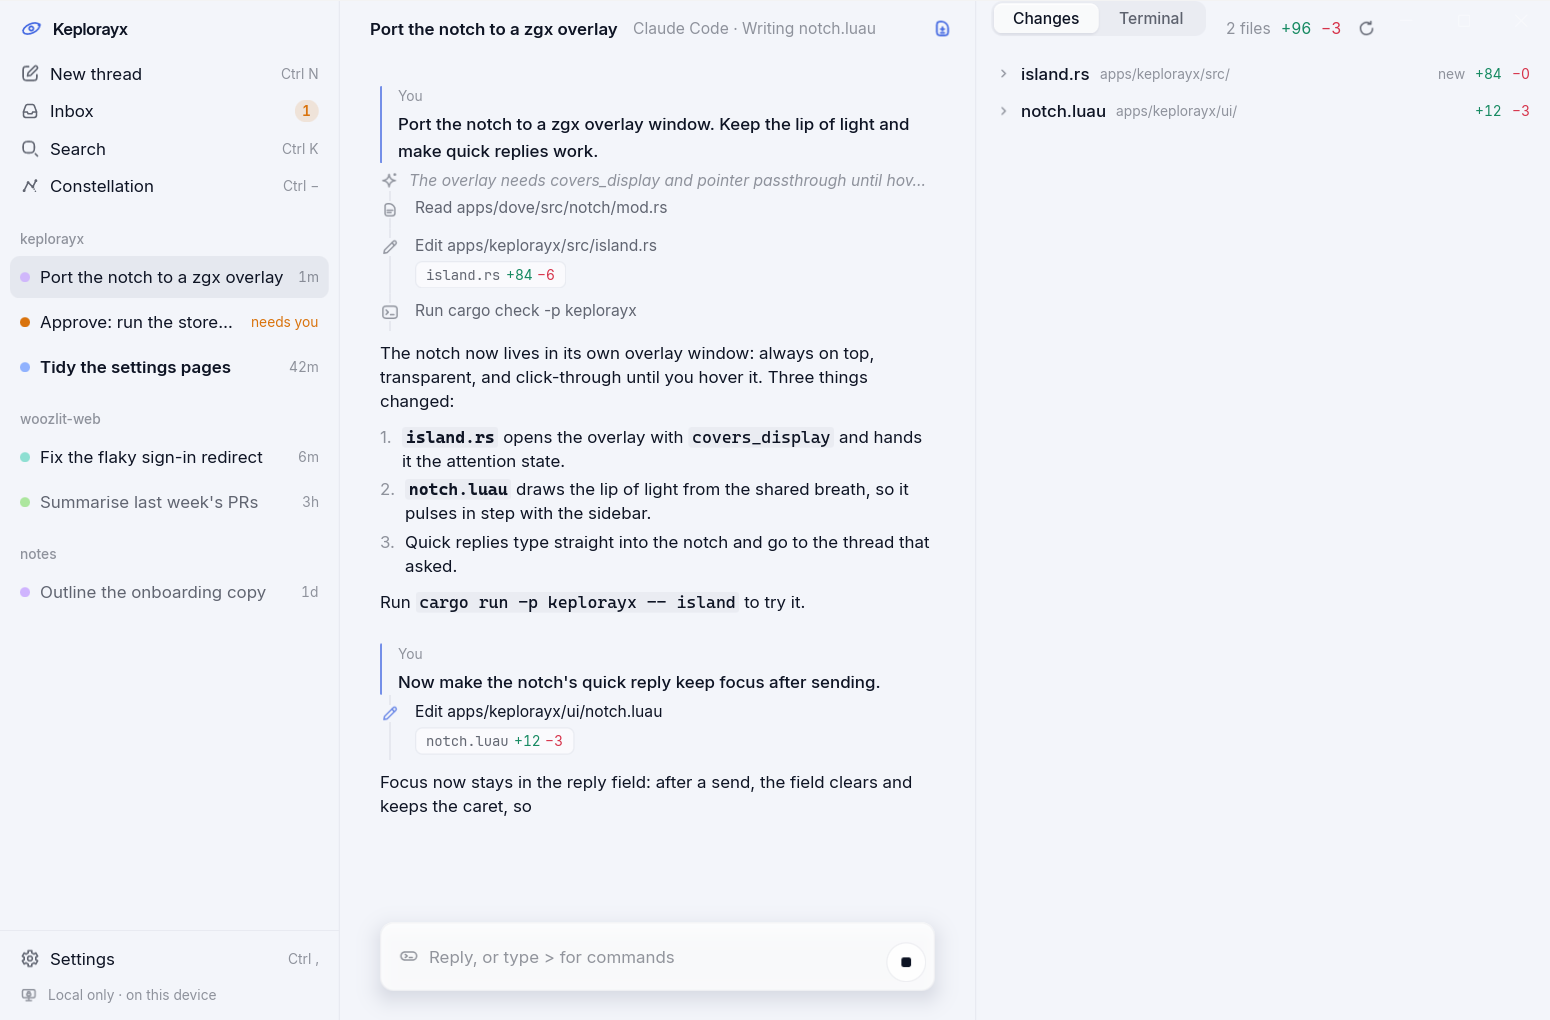 Keplorayx
New thread Ctrl N
Inbox 1
Search Ctrl K
Constellation Ctrl –
keplorayx
Port the notch to a zgx overlay 1m
Approve: run the store... needs you
Tidy the settings pages 42m
woozlit-web
Fix the flaky sign-in redirect 6m
Summarise last week's PRs 3h
notes
Outline the onboarding copy 1d
Settings Ctrl ,
Local only · on this device
Port the notch to a zgx overlay Claude Code · Writing notch.luau
You
Port the notch to a zgx overlay window. Keep the lip of light and
make quick replies work.
The overlay needs covers_display and pointer passthrough until hov...
Read apps/dove/src/notch/mod.rs
Edit apps/keplorayx/src/island.rs
island.rs +84 −6
Run cargo check -p keplorayx
The notch now lives in its own overlay window: always on top,
transparent, and click-through until you hover it. Three things
changed:
1. island.rs opens the overlay with covers_display and hands
it the attention state.
2. notch.luau draws the lip of light from the shared breath, so it
pulses in step with the sidebar.
3. Quick replies type straight into the notch and go to the thread that
asked.
Run cargo run -p keplorayx -- island to try it.
You
Now make the notch's quick reply keep focus after sending.
Edit apps/keplorayx/ui/notch.luau
notch.luau +12 −3
Focus now stays in the reply field: after a send, the field clears and
keeps the caret, so
Reply, or type > for commands
Changes Terminal 2 files +96 −3
island.rs apps/keplorayx/src/ new +84 −0
notch.luau apps/keplorayx/ui/ +12 −3